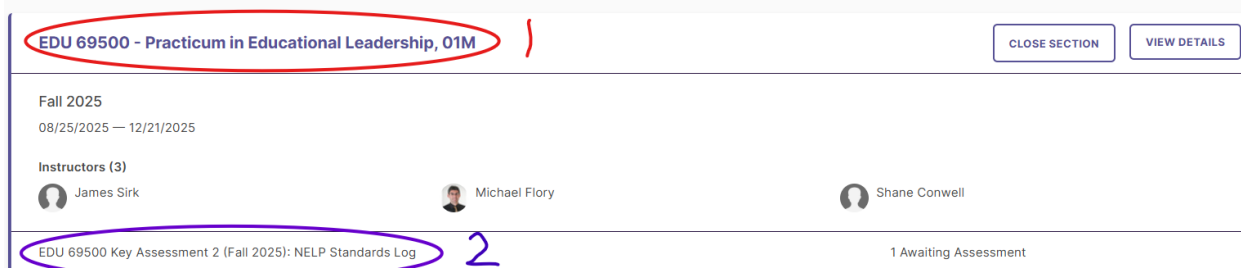 EDU 69500 - Practicum in Educational Leadership, 01M
1
CLOSE SECTION
VIEW DETAILS
Fall 2025
08/25/2025 — 12/21/2025
Instructors (3)
James Sirk
Michael Flory
Shane Conwell
EDU 69500 Key Assessment 2 (Fall 2025): NELP Standards Log
2
1 Awaiting Assessment